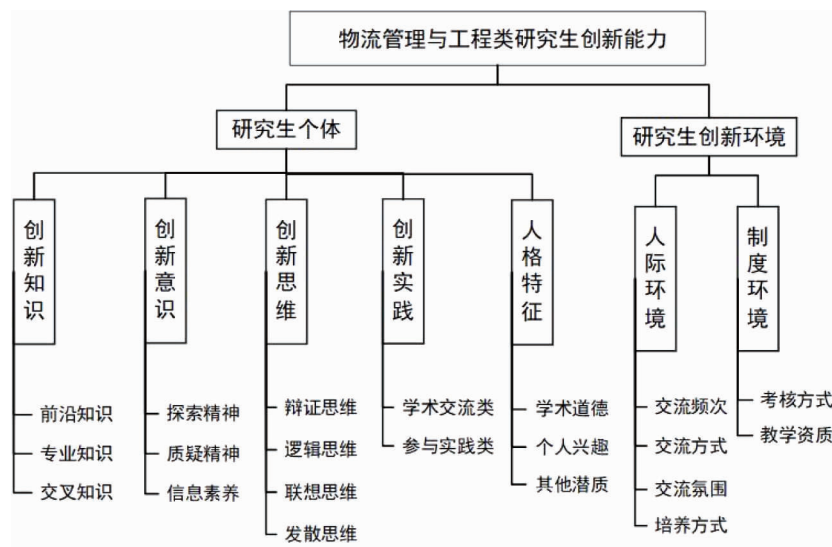 物流管理与工程类研究生创新能力
研究生个体
研究生创新环境
创新知识
创新意识
创新思维
创新实践
人格特征
人际环境
制度环境
前沿知识
专业知识
交叉知识
探索精神
质疑精神
信息素养
辩证思维
逻辑思维
联想思维
发散思维
学术交流类
参与实践类
学术道德
个人兴趣
其他潜质
交流频次
交流方式
交流氛围
培养方式
考核方式
教学资质